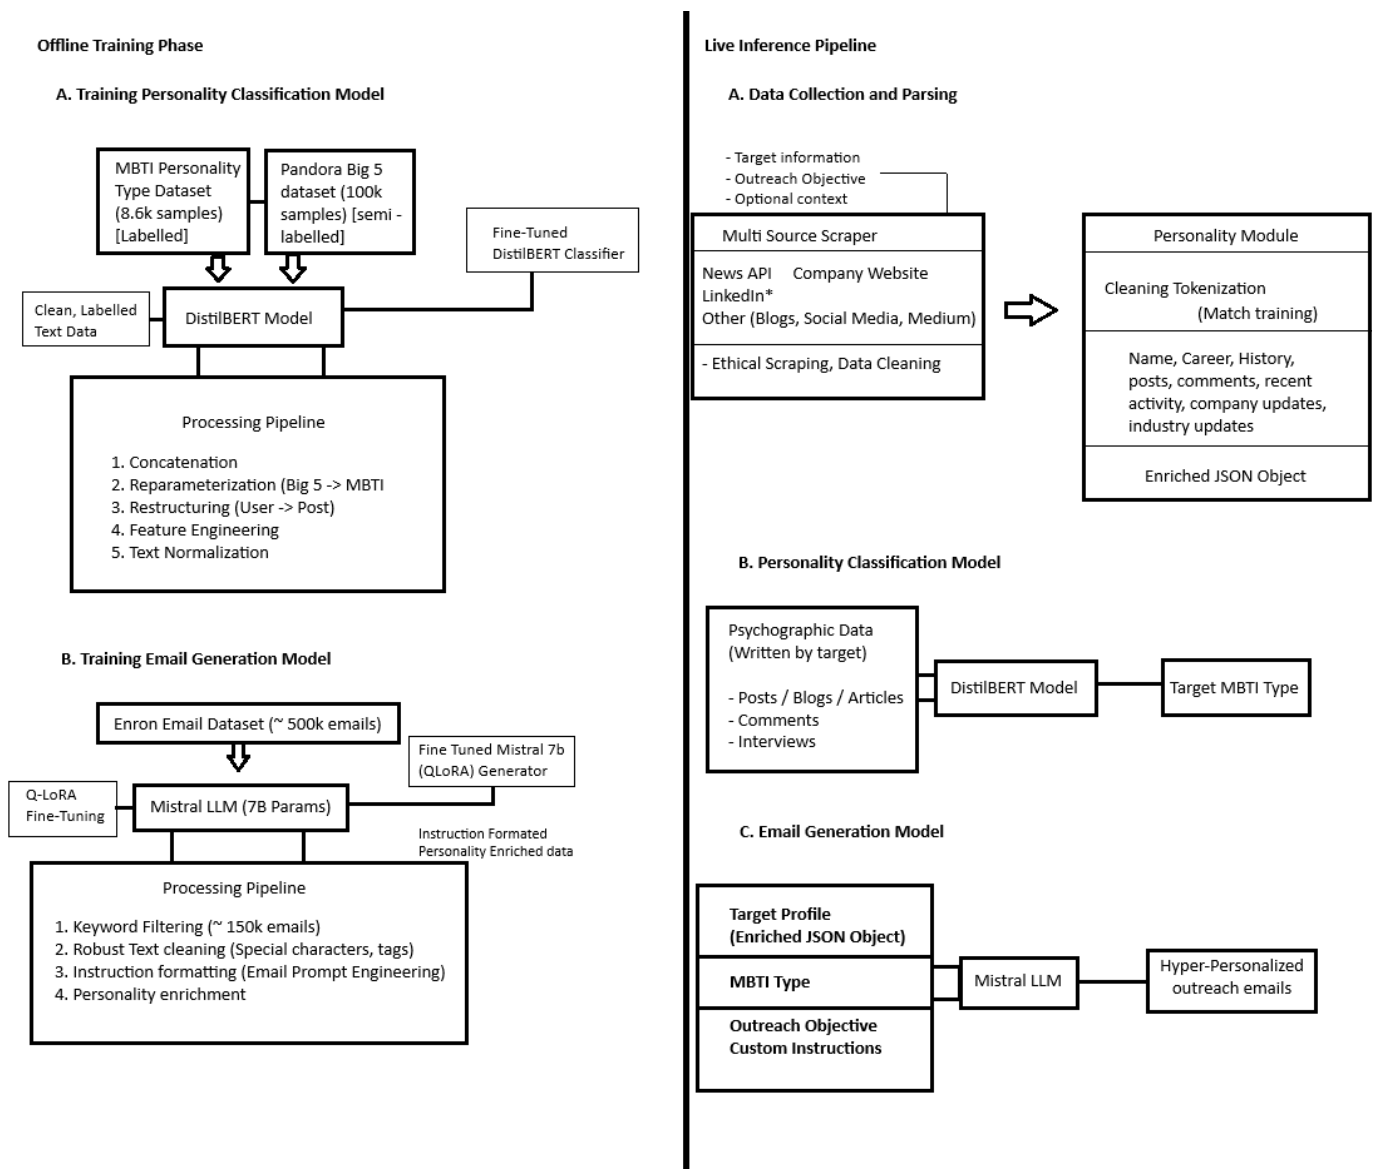 Offline Training Phase
A. Training Personality Classification Model
MBTI Personality
Type Dataset
(8.6k samples)
[Labelled]
Pandora Big 5
dataset (100k
samples) [semi -
labelled]
Fine-Tuned
DistilBERT Classifier
Clean, Labelled
Text Data
DistilBERT Model
Processing Pipeline
1. Concatenation
2. Reparameterization (Big 5 -> MBTI
3. Restructuring (User -> Post)
4. Feature Engineering
5. Text Normalization
B. Training Email Generation Model
Enron Email Dataset (~ 500k emails)
Fine Tuned Mistral 7b
(QLoRA) Generator
Q-LoRA
Fine-Tuning
Mistral LLM (7B Params)
Instruction Formated
Personality Enriched data
Processing Pipeline
1. Keyword Filtering (~ 150k emails)
2. Robust Text cleaning (Special characters, tags)
3. Instruction formatting (Email Prompt Engineering)
4. Personality enrichment
Live Inference Pipeline
A. Data Collection and Parsing
- Target information
- Outreach Objective
- Optional context
Multi Source Scraper
News API Company Website
LinkedIn*
Other (Blogs, Social Media, Medium)
- Ethical Scraping, Data Cleaning
Personality Module
Cleaning Tokenization
(Match training)
Name, Career, History,
posts, comments, recent
activity, company updates,
industry updates
Enriched JSON Object
B. Personality Classification Model
Psychographic Data
(Written by target)
- Posts / Blogs / Articles
- Comments
- Interviews
DistilBERT Model
Target MBTI Type
C. Email Generation Model
Target Profile
(Enriched JSON Object)
MBTI Type
Outreach Objective
Custom Instructions
Mistral LLM
Hyper-Personalized
outreach emails